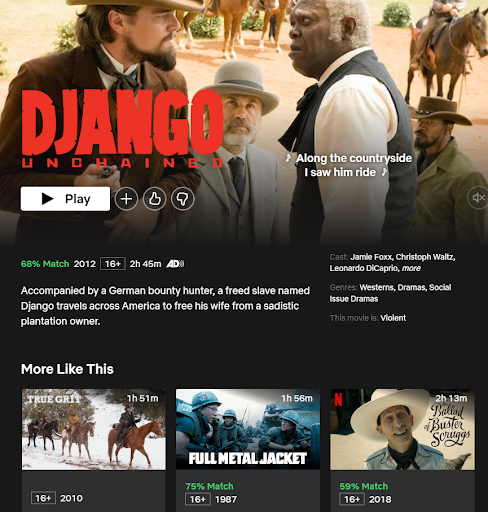 DJANGO
UNCHAINED
♪ Along the countryside
I saw him ride ♪
Play
68% Match 2012 16+ 2h 45m AD
Accompanied by a German bounty hunter, a freed slave named
Django travels across America to free his wife from a sadistic
plantation owner.
Cast: Jamie Foxx, Christoph Waltz,
Leonardo DiCaprio, more
Genres: Westerns, Dramas, Social
Issue Dramas
This movie is: Violent
More Like This
TRUE GRIT
1h 51m
16+ 2010
1h 56m
FULL METAL JACKET
75% Match
16+ 1987
N
2h 13m
Ballad
of Buster
Scruggs
59% Match
16+ 2018